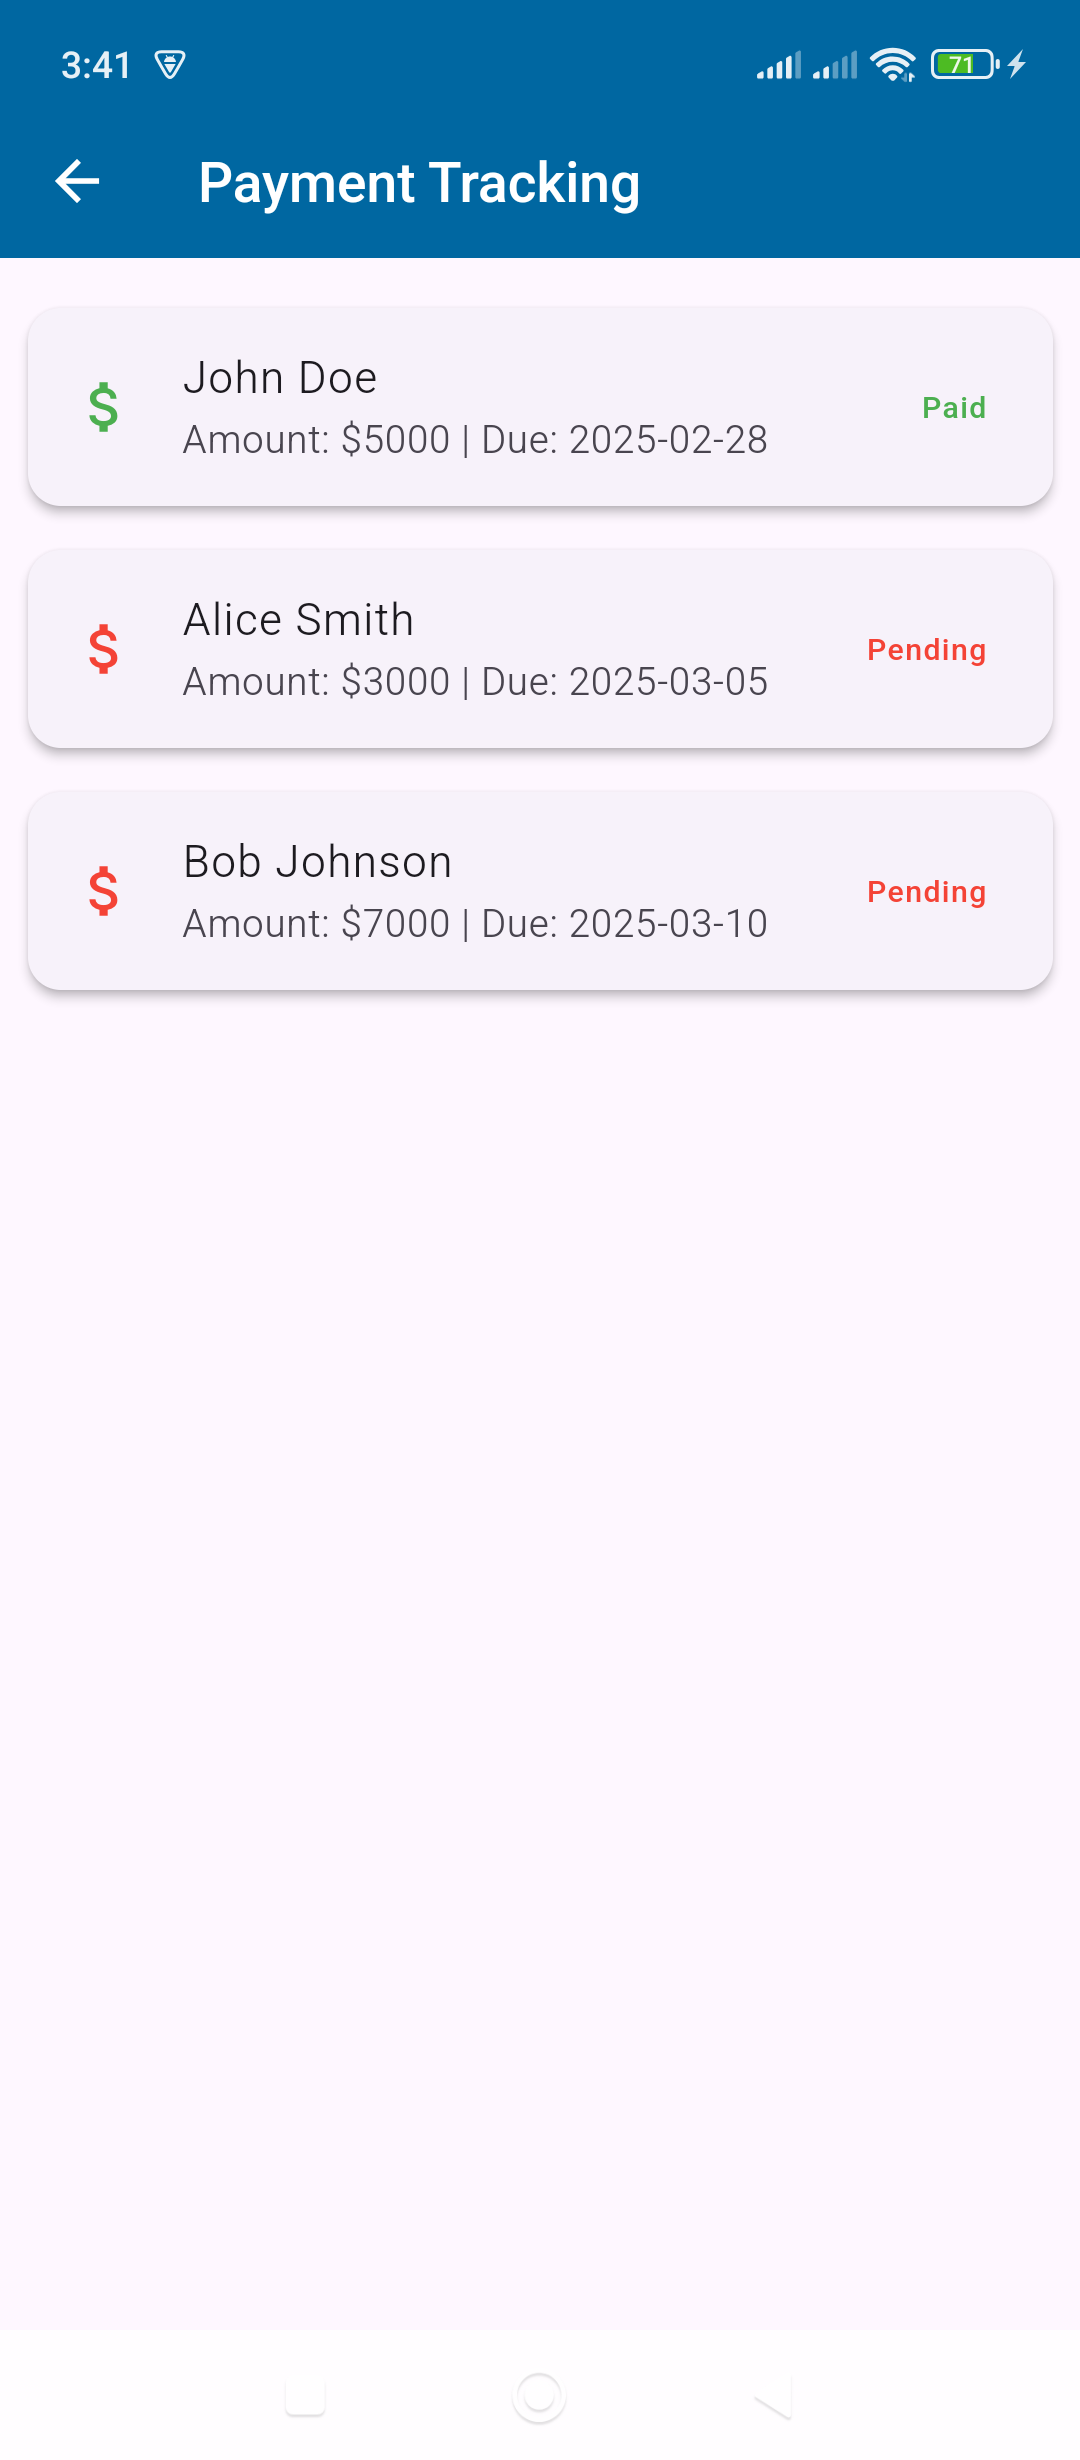 3:41
71
Payment Tracking
$
John Doe
Amount: $5000 | Due: 2025-02-28
Paid
$
Alice Smith
Amount: $3000 | Due: 2025-03-05
Pending
$
Bob Johnson
Amount: $7000 | Due: 2025-03-10
Pending